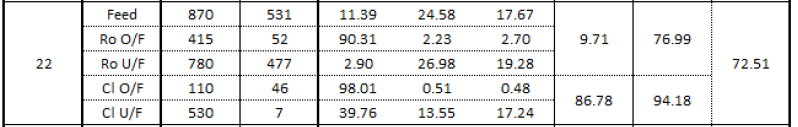 Feed 870 531 11.39 24.58 17.67
Ro O/F 415 52 90.31 2.23 2.70 9.71 76.99
22 Ro U/F 780 477 2.90 26.98 19.28 72.51
Cl O/F 110 46 98.01 0.51 0.48 86.78 94.18
Cl U/F 530 7 39.76 13.55 17.24